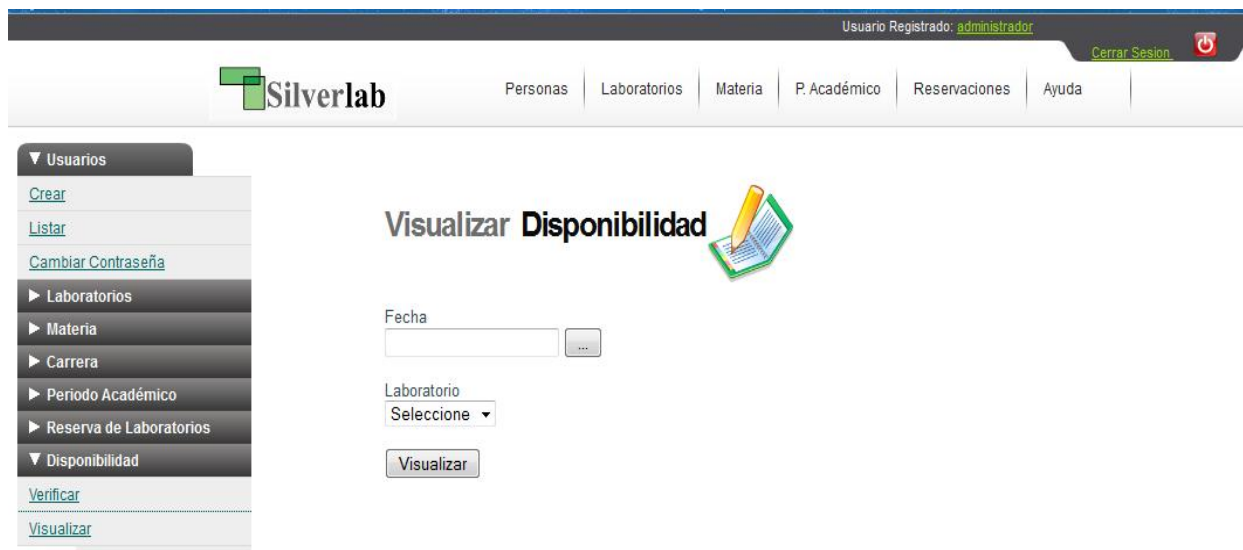 Usuario Registrado: administrador
Cerrar Sesion
Silverlab
Personas Laboratorios Materia P. Académico Reservaciones Ayuda
Usuarios
Crear
Listar
Cambiar Contraseña
Laboratorios
Materia
Carrera
Periodo Académico
Reserva de Laboratorios
Disponibilidad
Verificar
Visualizar
Visualizar Disponibilidad
Fecha
...
Laboratorio
Seleccione
Visualizar